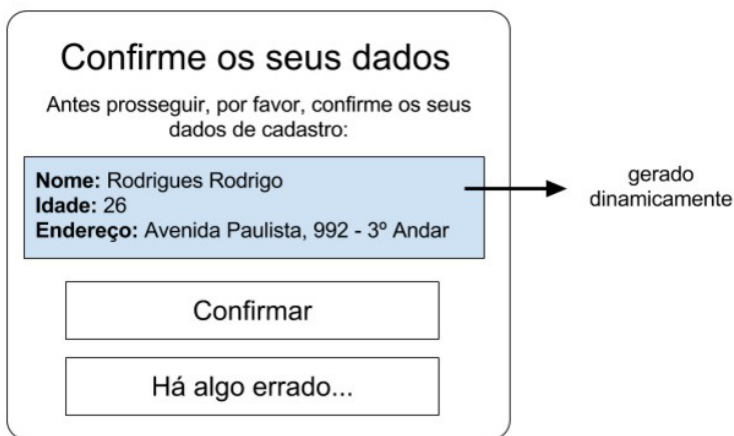 Confirme os seus dados
Antes prosseguir, por favor, confirme os seus
dados de cadastro:
Nome: Rodrigues Rodrigo
Idade: 26
Endereço: Avenida Paulista, 992 - 3º Andar
gerado
dinamicamente
Confirmar
Há algo errado...